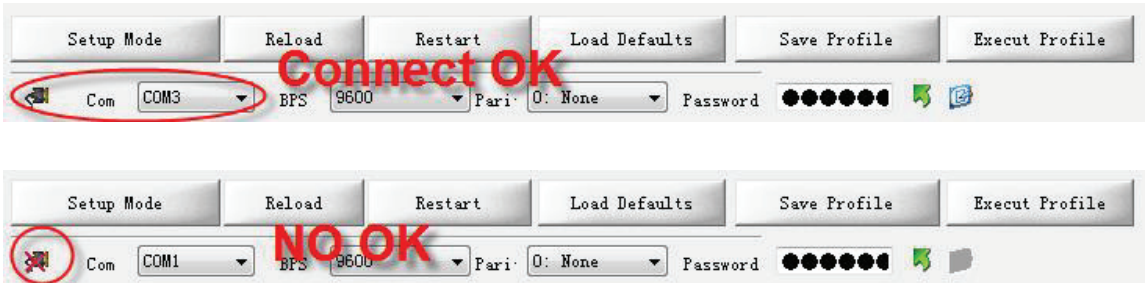 Setup Mode Reload Restart Load Defaults Save Profile Execut Profile
Connect OK
Com COM3 BPS 9600 Pari 0: None Password ●●●●●●
Setup Mode Reload Restart Load Defaults Save Profile Execut Profile
NO OK
Com COM1 BPS 9600 Pari 0: None Password ●●●●●●